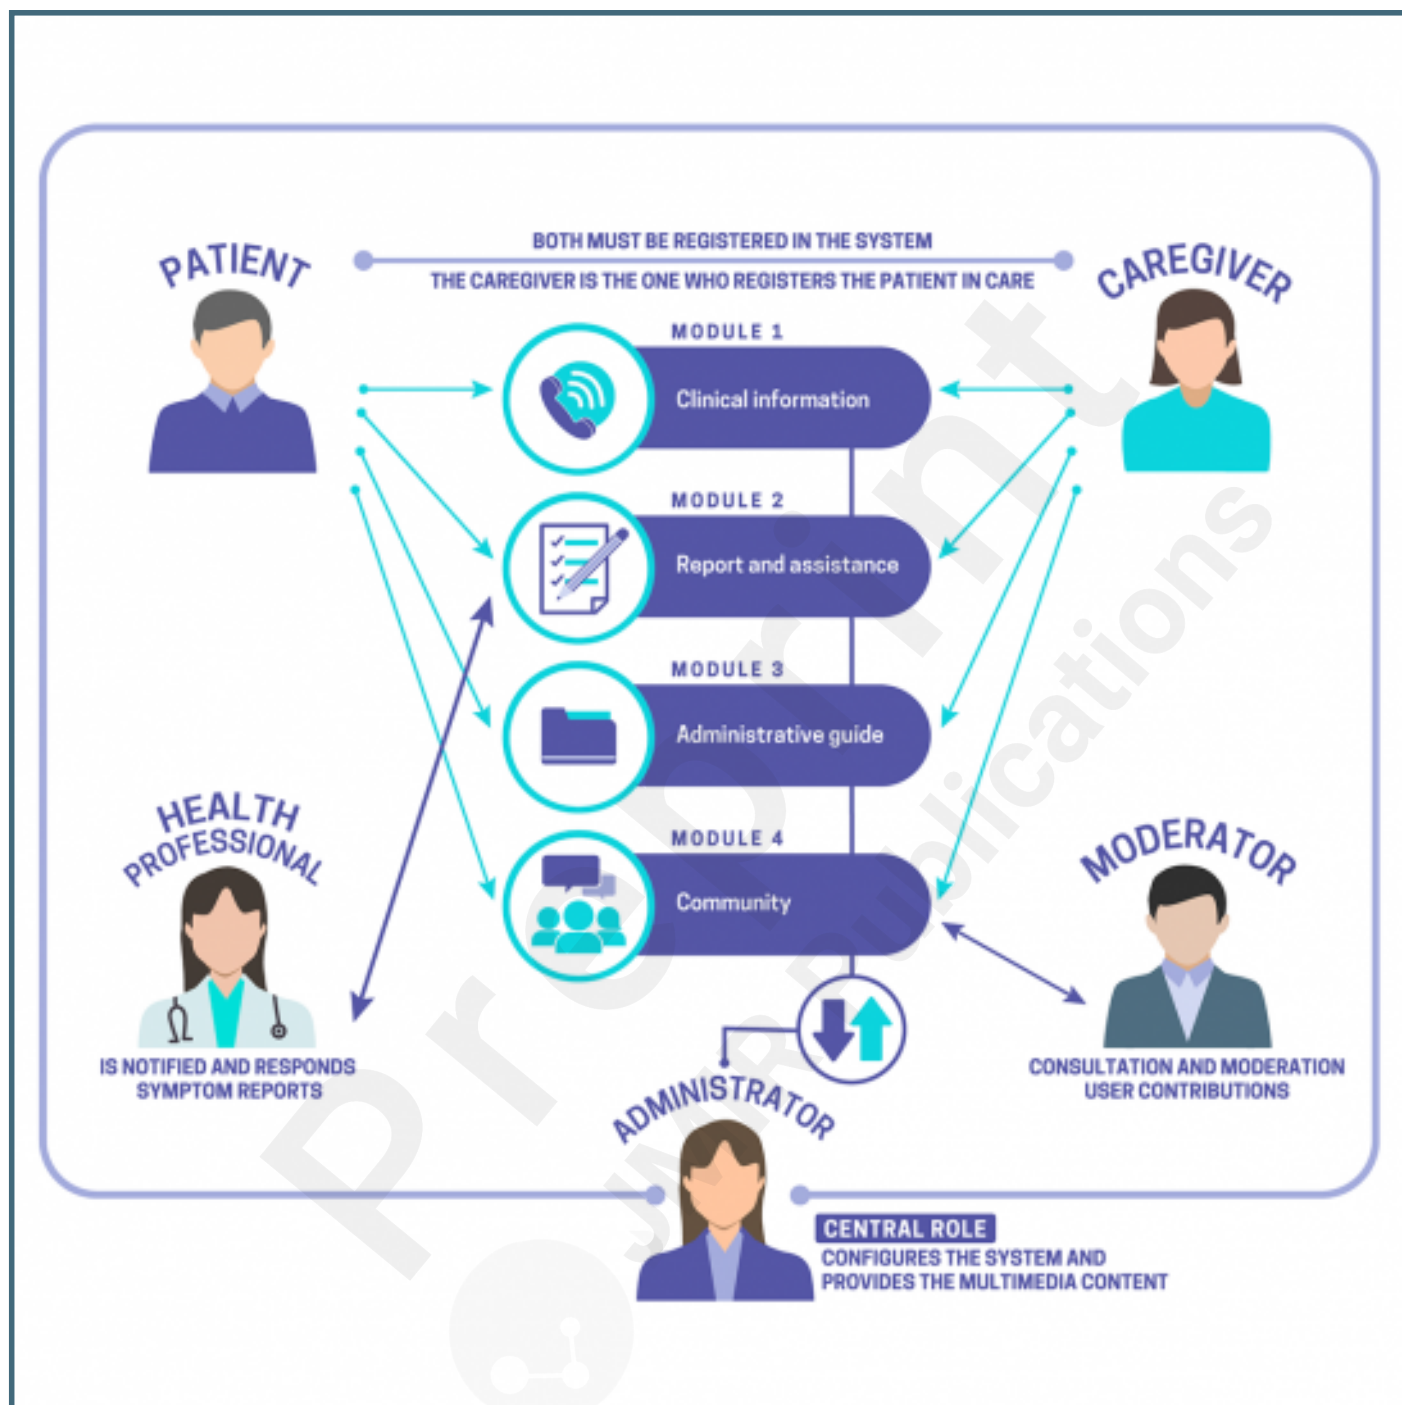 BOTH MUST BE REGISTERED IN THE SYSTEM
THE CAREGIVER IS THE ONE WHO REGISTERS THE PATIENT IN CARE
PATIENT
CAREGIVER
MODULE 1
Clinical information
MODULE 2
Report and assistance
MODULE 3
Administrative guide
MODULE 4
Community
HEALTH
PROFESSIONAL
IS NOTIFIED AND RESPONDS
SYMPTOM REPORTS
MODERATOR
CONSULTATION AND MODERATION
USER CONTRIBUTIONS
ADMINISTRATOR
CENTRAL ROLE
CONFIGURES THE SYSTEM AND
PROVIDES THE MULTIMEDIA CONTENT
Preprint
JMIR Publications